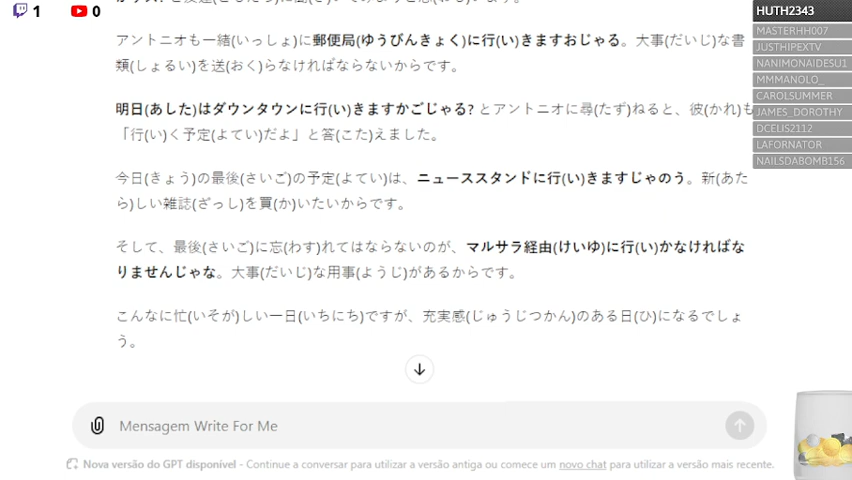 1
0
HUTH2343
MASTERHH007
JUSTHIPEXTV
NANIMONAIDESU1
MMMANOLO_
CAROLSUMMER
JAMES_DOROTHY
DCELIS2112
LAFORNATOR
NAILSDABOMB156
アントニオも一緒(いっしょ)に郵便局(ゆうびんきょく)に行(い)きますおじゃる。大事(だいじ)な書
類(しょるい)を送(おく)らなければならないからです。
明日(あした)はダウンタウンに行(い)きますかごじゃる? とアントニオに尋(たず)ねると、彼(かれ)も
「行(い)く予定(よてい)だよ」と答(こた)えました。
今日(きょう)の最後(さいご)の予定(よてい)は、ニューススタンドに行(い)きますじゃのう。新(あた
ら)しい雑誌(ざっし)を買(か)いたいからです。
そして、最後(さいご)に忘(わす)れてはならないのが、マルサラ経由(けいゆ)に行(い)かなければな
りませんじゃな。大事(だいじ)な用事(ようじ)があるからです。
こんなに忙(いそが)しい一日(いちにち)ですが、充実感(じゅうじつかん)のある日(ひ)になるでしょ
う。
Mensagem Write For Me
Nova versão do GPT disponível - Continue a conversar para utilizar a versão antiga ou comece um novo chat para utilizar a versão mais recente.